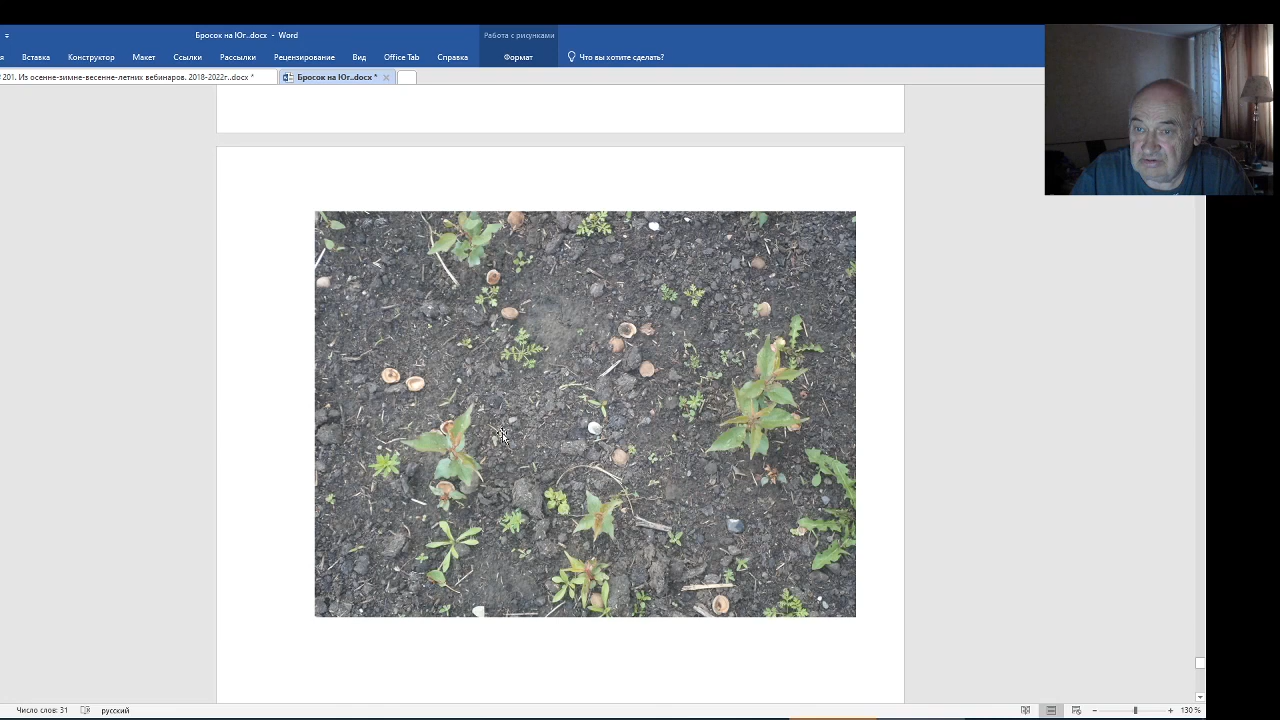 Бросок на Юг..docx - Word
Работа с рисунками
я Вставка Конструктор Макет Ссылки Рассылки Рецензирование Вид Office Tab Справка Формат Что вы хотите сделать?
201. Из осенне-зимне-весенне-летних вебинаров. 2018-2022г..docx * Бросок на Юг..docx *
Число слов: 31 русский 130 %